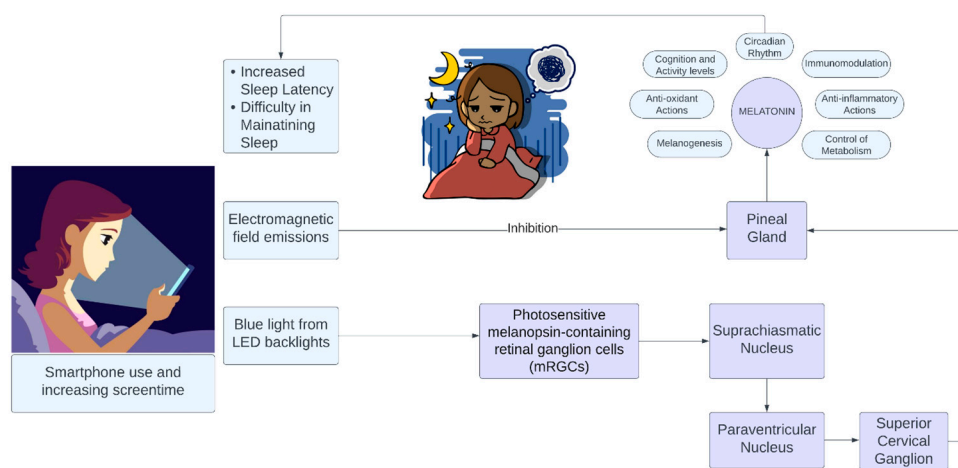 Circadian
Rhythm
Cognition and
Activity levels
Immunomodulation
Anti-oxidant
Actions
MELATONIN
Anti-inflammatory
Actions
Melanogenesis
Control of
Metabolism
• Increased
Sleep Latency
• Difficulty in
Mainatining
Sleep
Electromagnetic
field emissions
Inhibition
Pineal
Gland
Blue light from
LED backlights
Photosensitive
melanopsin-containing
retinal ganglion cells
(mRGCs)
Suprachiasmatic
Nucleus
Smartphone use and
increasing screentime
Paraventricular
Nucleus
Superior
Cervical
Ganglion